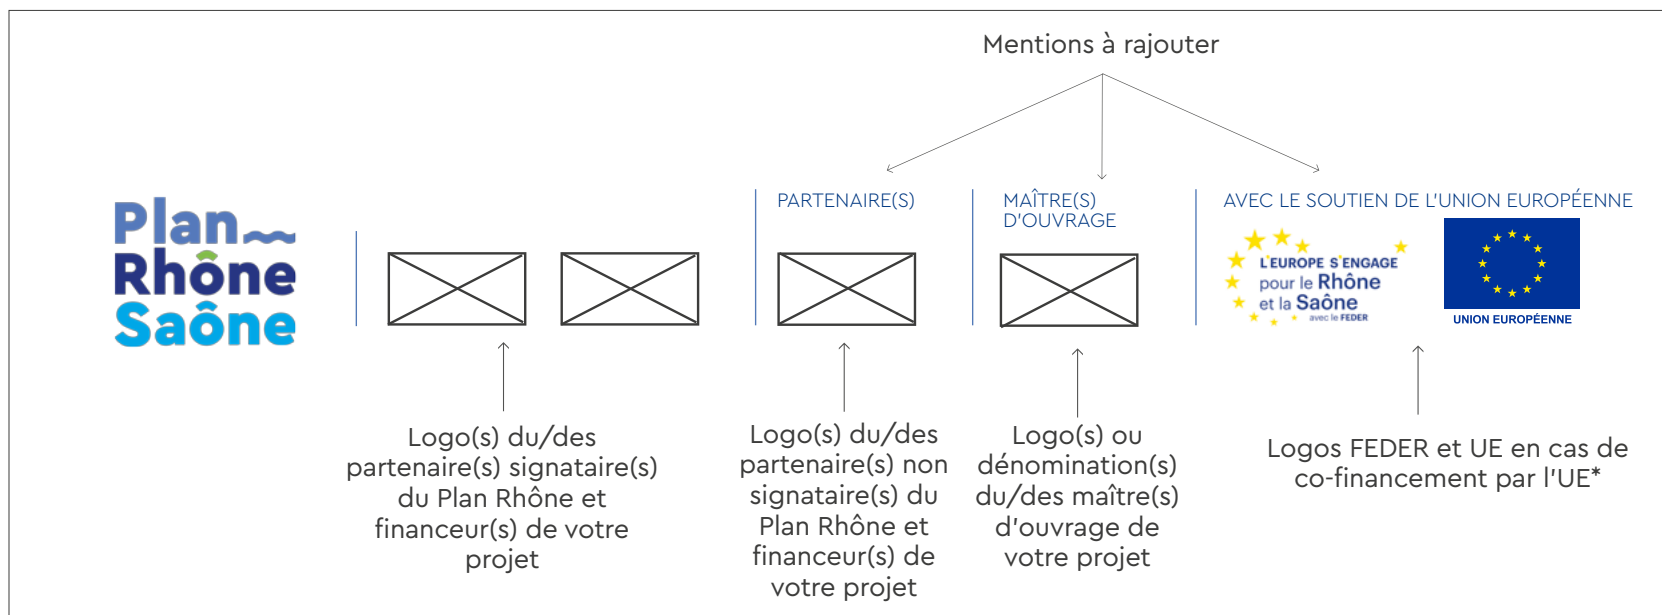 Mentions à rajouter
Plan
Rhône
Saône
PARTENAIRE(S)
MAÎTRE(S)
D'OUVRAGE
AVEC LE SOUTIEN DE L'UNION EUROPÉENNE
L'EUROPE S'ENGAGE
pour le Rhône
et la Saône
avec le FEDER
UNION EUROPÉENNE
Logo(s) du/des
partenaire(s) signataire(s)
du Plan Rhône et
financeur(s) de votre
projet
Logo(s) du/des
partenaire(s) non
signataire(s) du
Plan Rhône et
financeur(s) de
votre projet
Logo(s) ou
dénomination(s)
du/des maître(s)
d'ouvrage de
votre projet
Logos FEDER et UE en cas de
co-financement par l'UE*